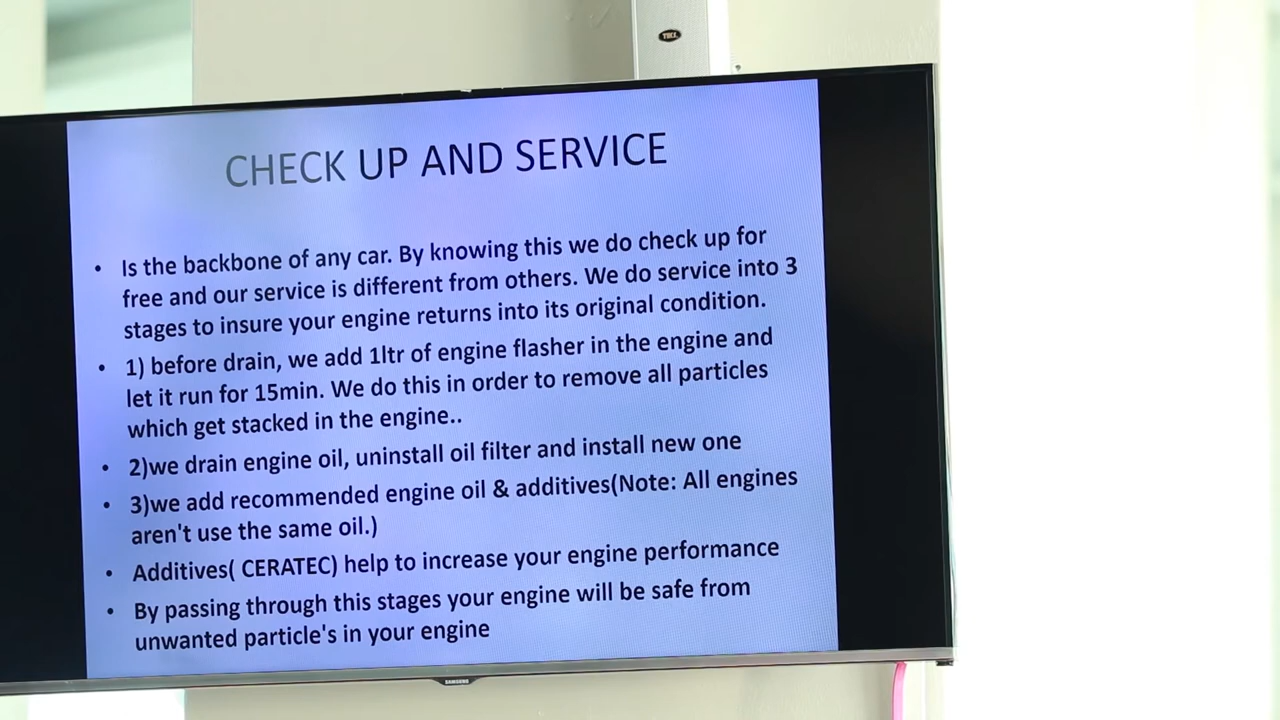 TIKL
CHECK UP AND SERVICE
• Is the backbone of any car. By knowing this we do check up for
free and our service is different from others. We do service into 3
stages to insure your engine returns into its original condition.
• 1) before drain, we add 1ltr of engine flasher in the engine and
let it run for 15min. We do this in order to remove all particles
which get stacked in the engine..
• 2)we drain engine oil, uninstall oil filter and install new one
• 3)we add recommended engine oil & additives(Note: All engines
aren't use the same oil.)
• Additives( CERATEC) help to increase your engine performance
• By passing through this stages your engine will be safe from
unwanted particle's in your engine
SAMSUNG